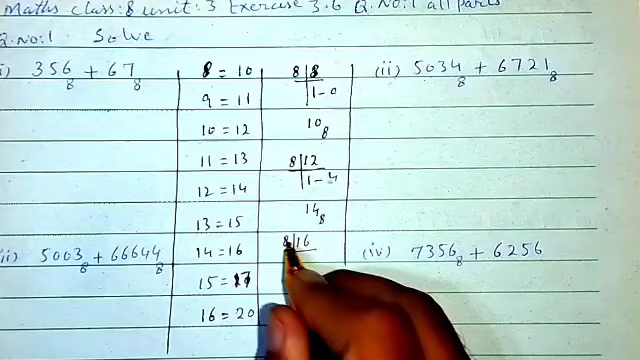 Maths class:8 unit:3 Exercise 3.6 Q.No:1 all parts
Q.No:1 Solve
i) 356₈ + 67₈
8 = 10
9 = 11
10 = 12
11 = 13
12 = 14
13 = 15
14 = 16
15 = 17
16 = 20
8 | 8
1 - 0
10₈
8 | 12
1 - 4
14₈
8 | 16
(ii) 5034₈ + 6721₈
ii) 5003₈ + 66644₈
(iv) 7356₈ + 6256